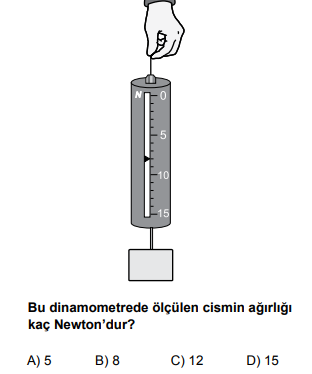 N 0
5
10
15
Bu dinamometrede ölçülen cismin ağırlığı
kaç Newton’dur?
A) 5 B) 8 C) 12 D) 15